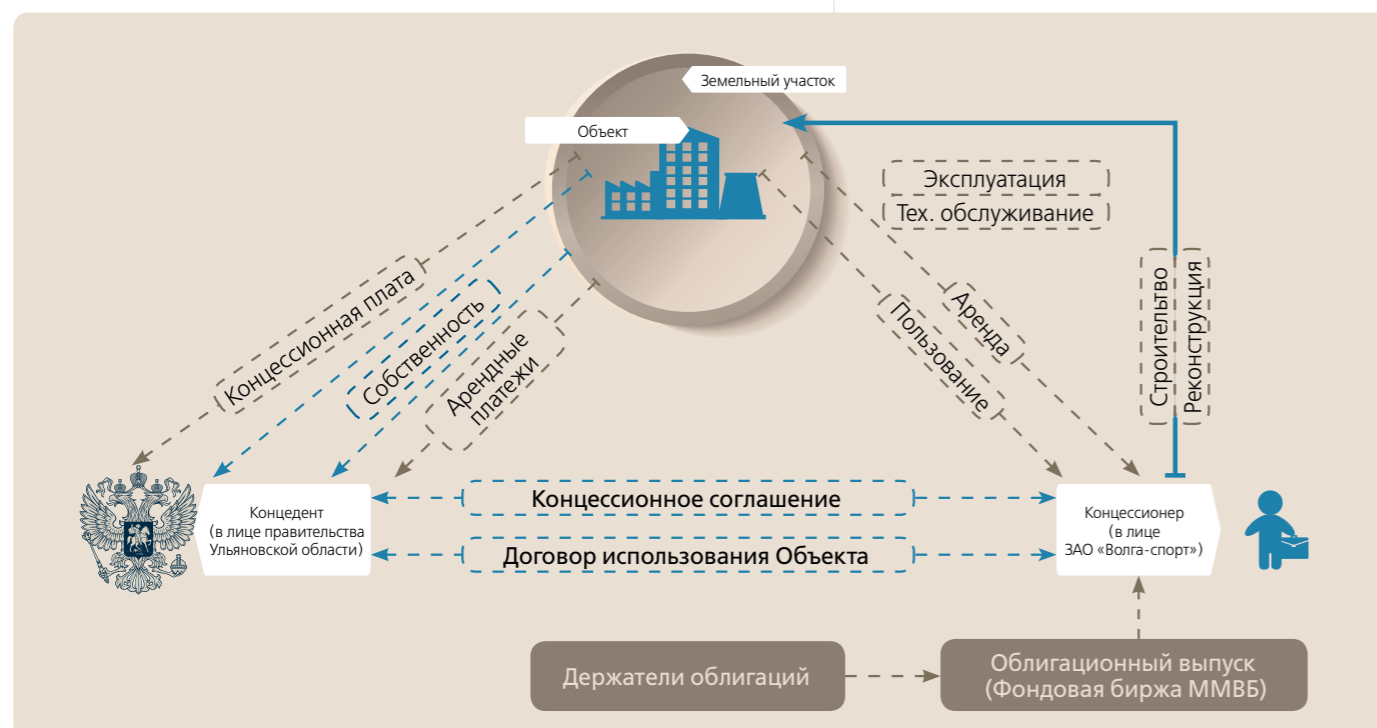 Земельный участок
Объект
Эксплуатация
Тех. обслуживание
Концессионная плата
Собственность
Арендные
платежи
Пользование
Аренда
Строительство
Реконструкция
Концедент
(в лице правительства
Ульяновской области)
Концессионное соглашение
Договор использования Объекта
Концессионер
(в лице
ЗАО «Волга-спорт»)
Держатели облигаций
Облигационный выпуск
(Фондовая биржа ММВБ)